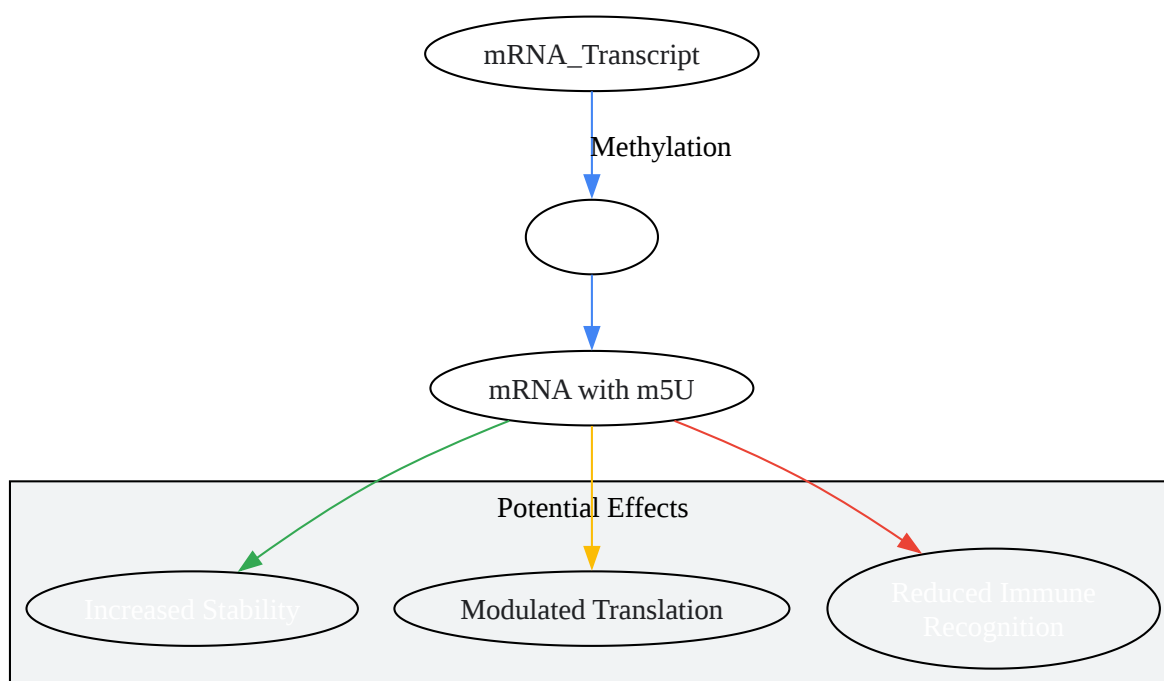 mRNA_Transcript
Methylation
mRNA with m5U
Potential Effects
Increased Stability
Modulated Translation
Reduced Immune
Recognition